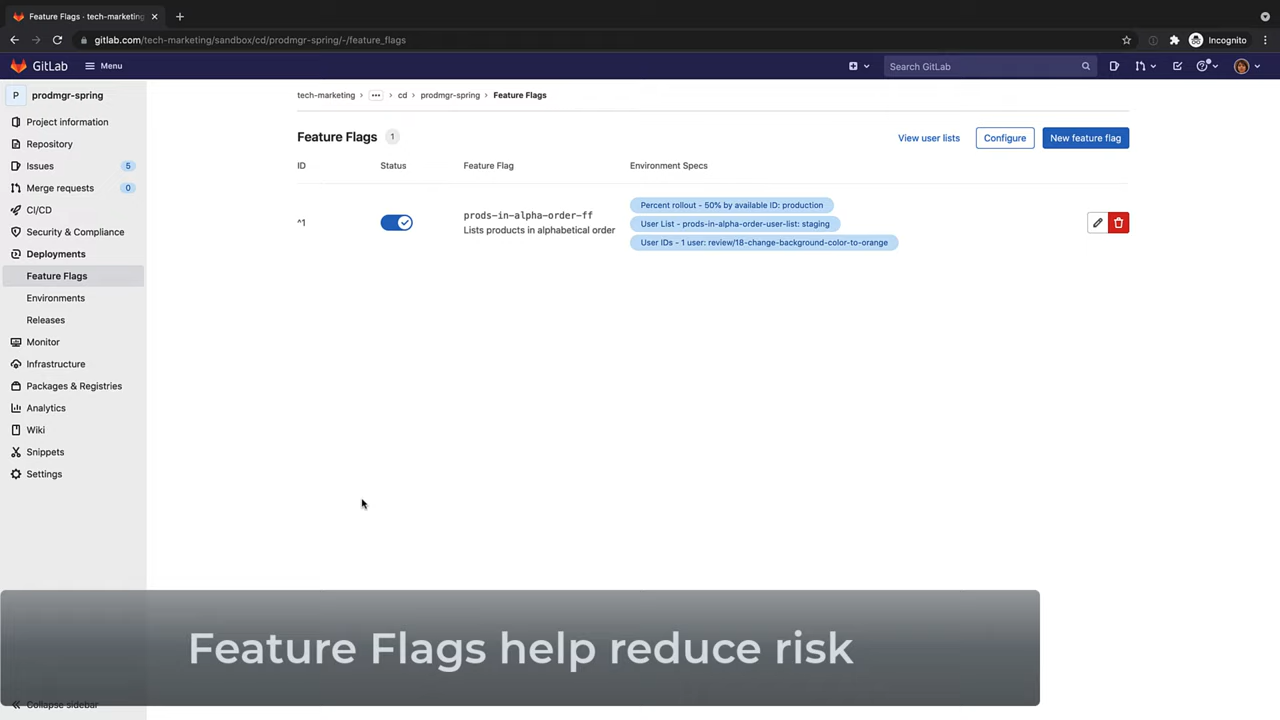 Feature Flags · tech-marketing
gitlab.com/tech-marketing/sandbox/cd/prodmgr-spring/-/feature_flags
Incognito
GitLab
Menu
Search GitLab
P
prodmgr-spring
Project information
Repository
Issues
5
Merge requests
0
CI/CD
Security & Compliance
Deployments
Feature Flags
Environments
Releases
Monitor
Infrastructure
Packages & Registries
Analytics
Wiki
Snippets
Settings
Collapse sidebar
tech-marketing › ••• › cd › prodmgr-spring › Feature Flags
Feature Flags 1
View user lists
Configure
New feature flag
ID
Status
Feature Flag
Environment Specs
^1
prods-in-alpha-order-ff
Lists products in alphabetical order
Percent rollout - 50% by available ID: production
User List - prods-in-alpha-order-user-list: staging
User IDs - 1 user: review/18-change-background-color-to-orange
Feature Flags help reduce risk